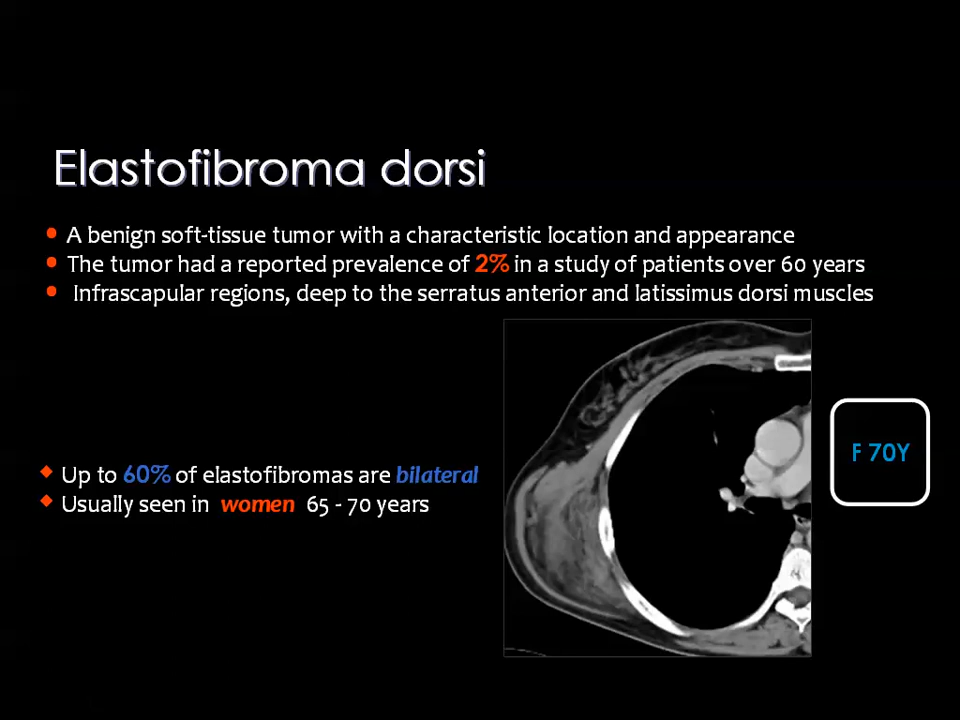 Elastofibroma dorsi
• A benign soft-tissue tumor with a characteristic location and appearance
• The tumor had a reported prevalence of 2% in a study of patients over 60 years
• Infrascapular regions, deep to the serratus anterior and latissimus dorsi muscles
F 70Y
◆ Up to 60% of elastofibromas are bilateral
◆ Usually seen in women 65 - 70 years